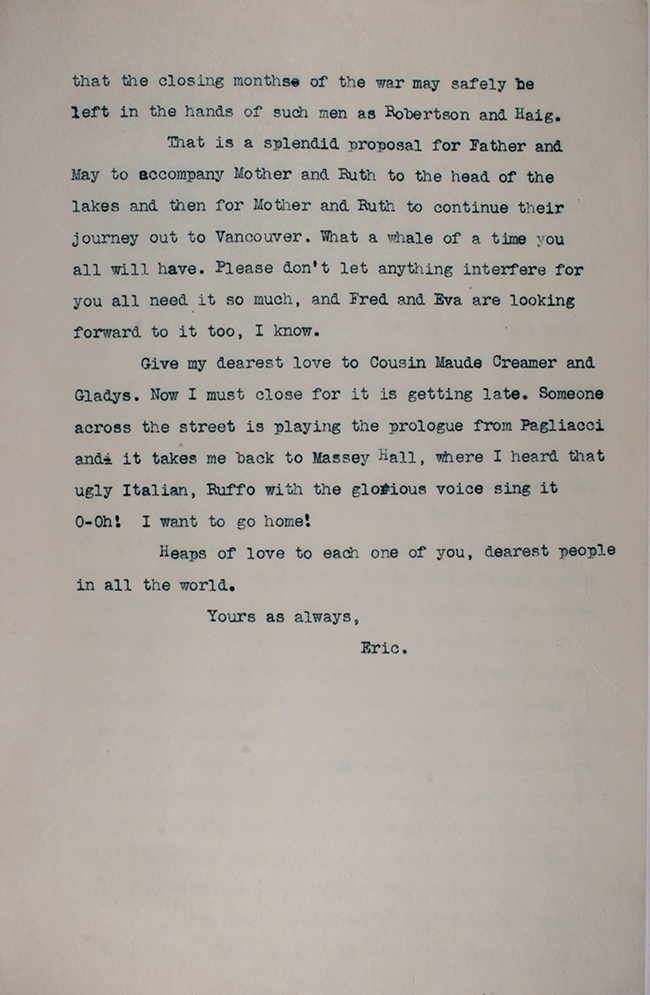 that the closing monthse of the war may safely be
left in the hands of such men as Robertson and Haig.
That is a splendid proposal for Father and
May to accompany Mother and Ruth to the head of the
lakes and then for Mother and Ruth to continue their
journey out to Vancouver. What a whale of a time you
all will have. Please don't let anything interfere for
you all need it so much, and Fred and Eva are looking
forward to it too, I know.
Give my dearest love to Cousin Maude Creamer and
Gladys. Now I must close for it is getting late. Someone
across the street is playing the prologue from Pagliacci
and it takes me back to Massey Hall, where I heard that
ugly Italian, Ruffo with the glorious voice sing it
O-Oh!  I want to go home!
Heaps of love to each one of you, dearest people
in all the world.
Yours as always,
Eric.